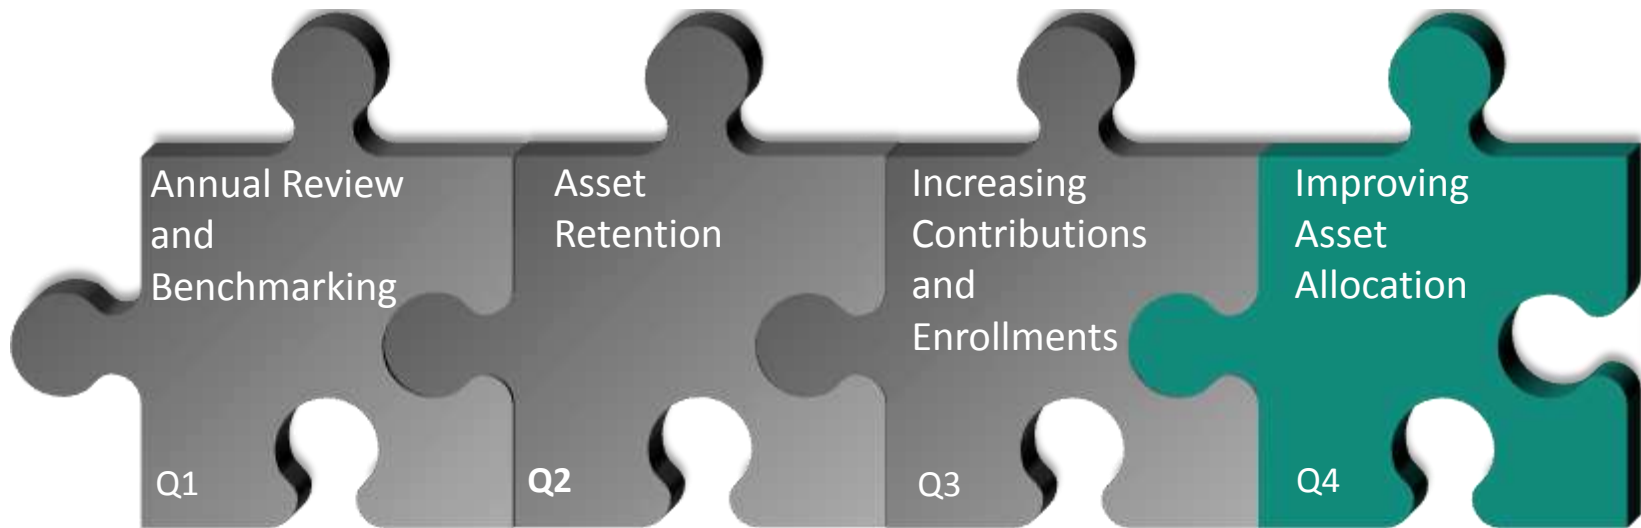 Annual Review
and
Benchmarking
Q1
Asset
Retention
Q2
Increasing
Contributions
and
Enrollments
Q3
Improving
Asset
Allocation
Q4